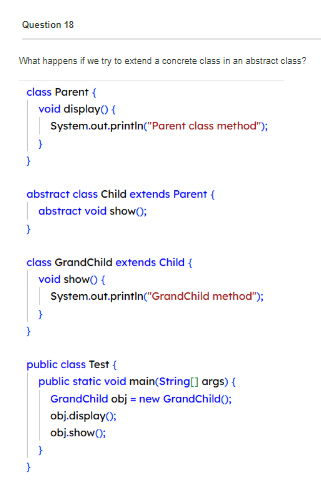 Question 18
What happens if we try to extend a concrete class in an abstract class?
class Parent {
void display() {
System.out.println("Parent class method");
}
}
abstract class Child extends Parent {
abstract void show();
}
class GrandChild extends Child {
void show() {
System.out.println("GrandChild method");
}
}
public class Test {
public static void main(String[] args) {
GrandChild obj = new GrandChild();
obj.display();
obj.show();
}
}